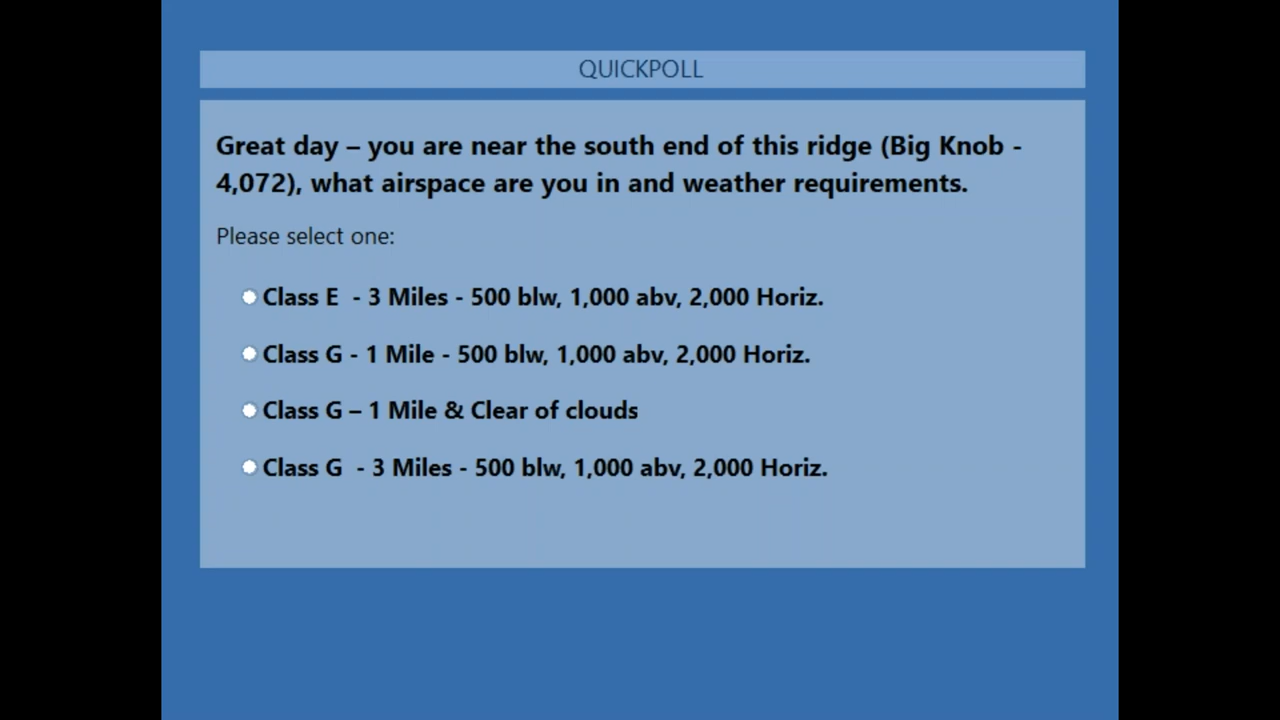 QUICKPOLL
Great day – you are near the south end of this ridge (Big Knob -
4,072), what airspace are you in and weather requirements.
Please select one:
Class E - 3 Miles - 500 blw, 1,000 abv, 2,000 Horiz.
Class G - 1 Mile - 500 blw, 1,000 abv, 2,000 Horiz.
Class G – 1 Mile & Clear of clouds
Class G - 3 Miles - 500 blw, 1,000 abv, 2,000 Horiz.